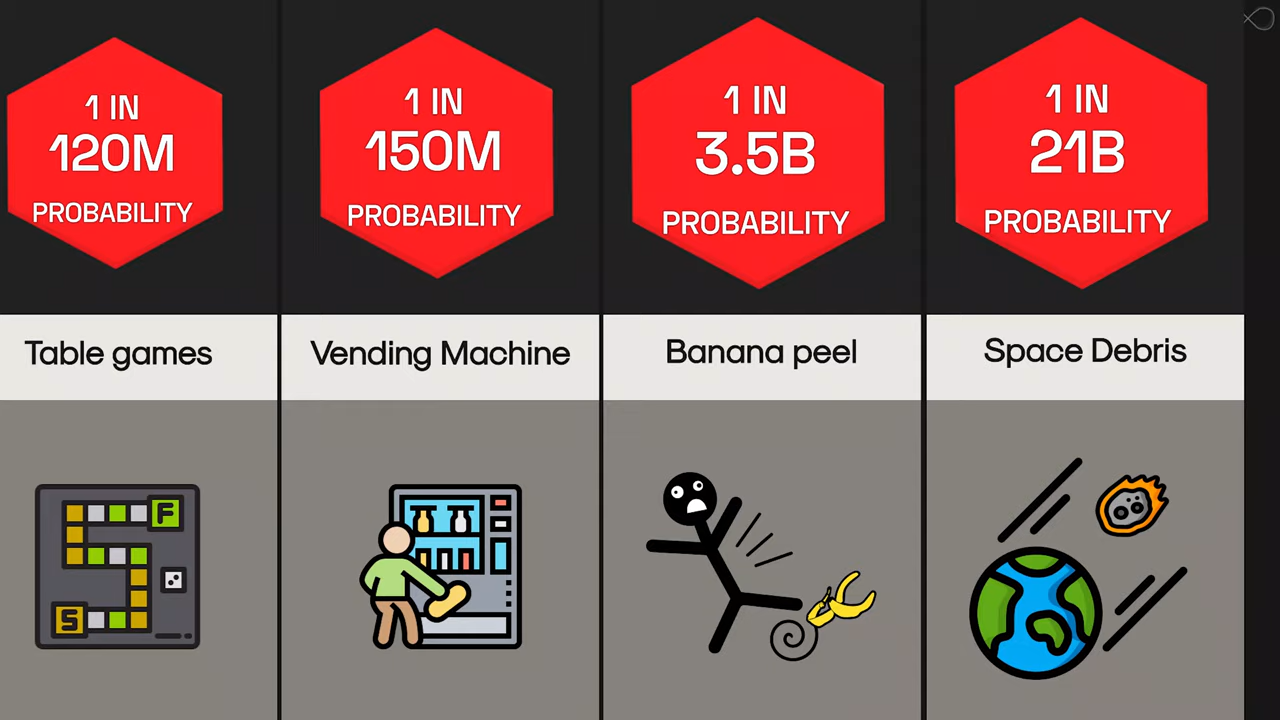 1 IN
120M
PROBABILITY
1 IN
150M
PROBABILITY
1 IN
3.5B
PROBABILITY
1 IN
21B
PROBABILITY
Table games
Vending Machine
Banana peel
Space Debris
F
S